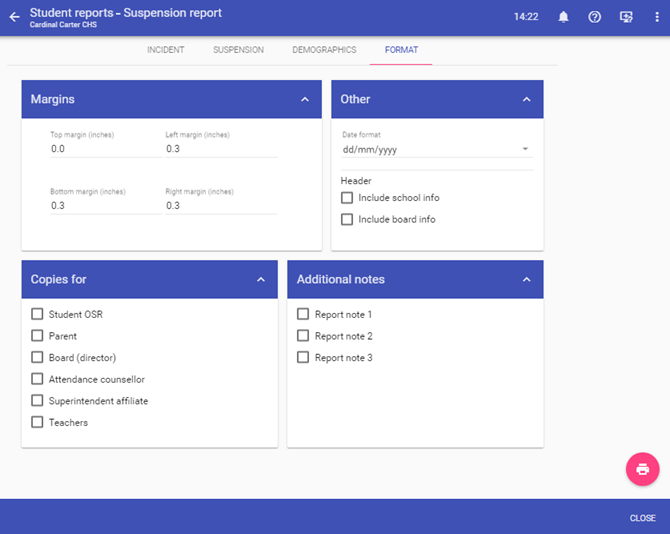 Student reports - Suspension report
Cardinal Carter CHS
14:22
INCIDENT
SUSPENSION
DEMOGRAPHICS
FORMAT
Margins
Top margin (inches)
Left margin (inches)
0.0
0.3
Bottom margin (inches)
Right margin (inches)
0.3
0.3
Other
Date format
dd/mm/yyyy
Header
Include school info
Include board info
Copies for
Student OSR
Parent
Board (director)
Attendance counsellor
Superintendent affiliate
Teachers
Additional notes
Report note 1
Report note 2
Report note 3
CLOSE